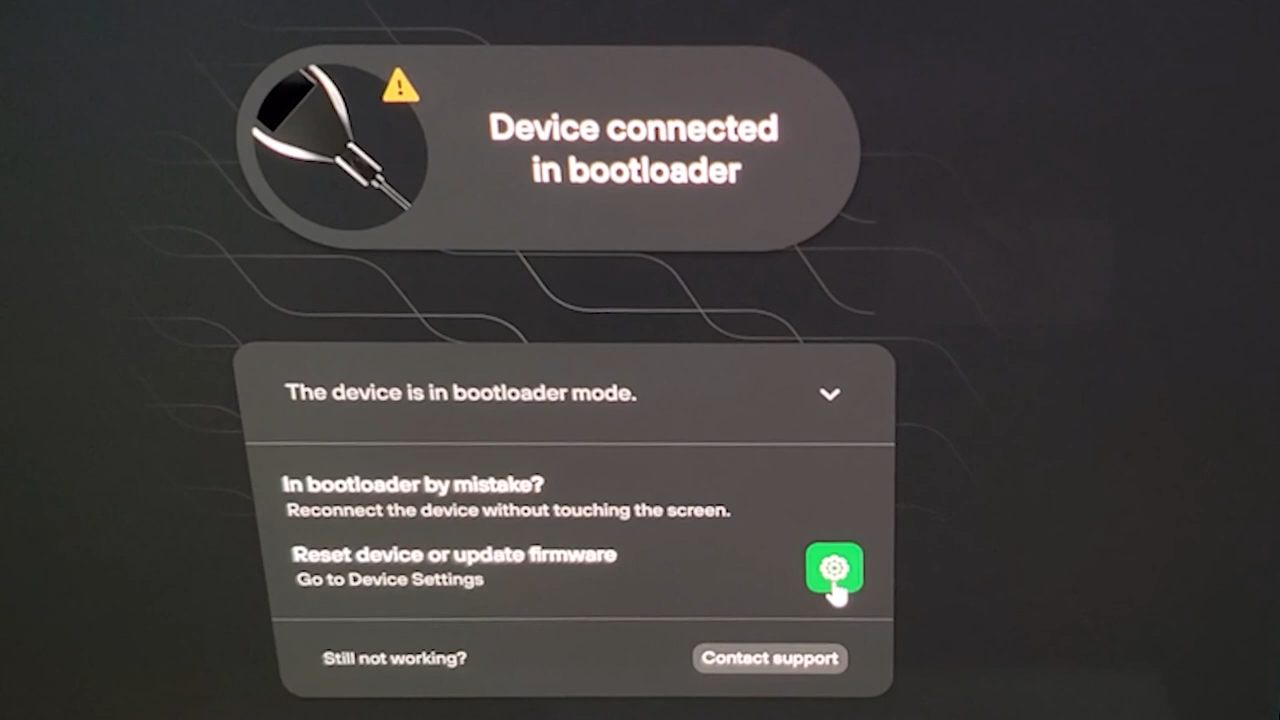 Device connected
in bootloader
The device is in bootloader mode.
In bootloader by mistake?
Reconnect the device without touching the screen.
Reset device or update firmware
Go to Device Settings
Still not working?
Contact support